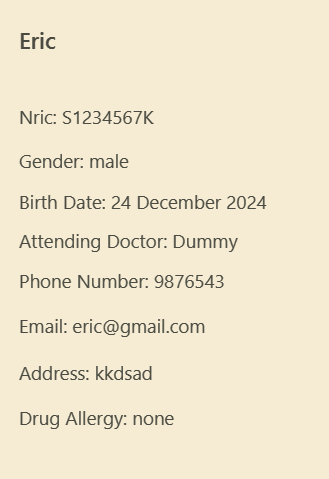 Eric
Nric: S1234567K
Gender: male
Birth Date: 24 December 2024
Attending Doctor: Dummy
Phone Number: 9876543
Email: eric@gmail.com
Address: kkdsad
Drug Allergy: none